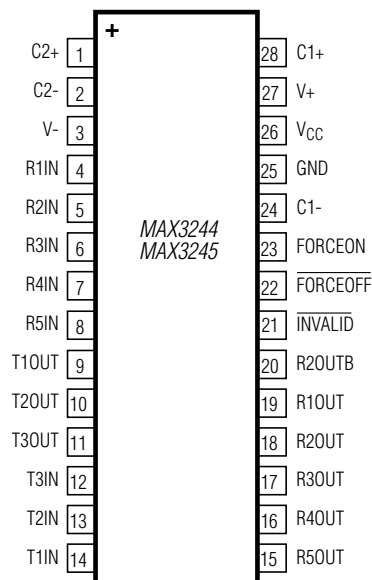 +
C2+ 1 28 C1+
C2- 2 27 V+
V- 3 26 VCC
R1IN 4 25 GND
R2IN 5 24 C1-
R3IN 6 MAX3244 23 FORCEON
MAX3245
R4IN 7 22 FORCEOFF
R5IN 8 21 INVALID
T1OUT 9 20 R2OUTB
T2OUT 10 19 R1OUT
T3OUT 11 18 R2OUT
T3IN 12 17 R3OUT
T2IN 13 16 R4OUT
T1IN 14 15 R5OUT